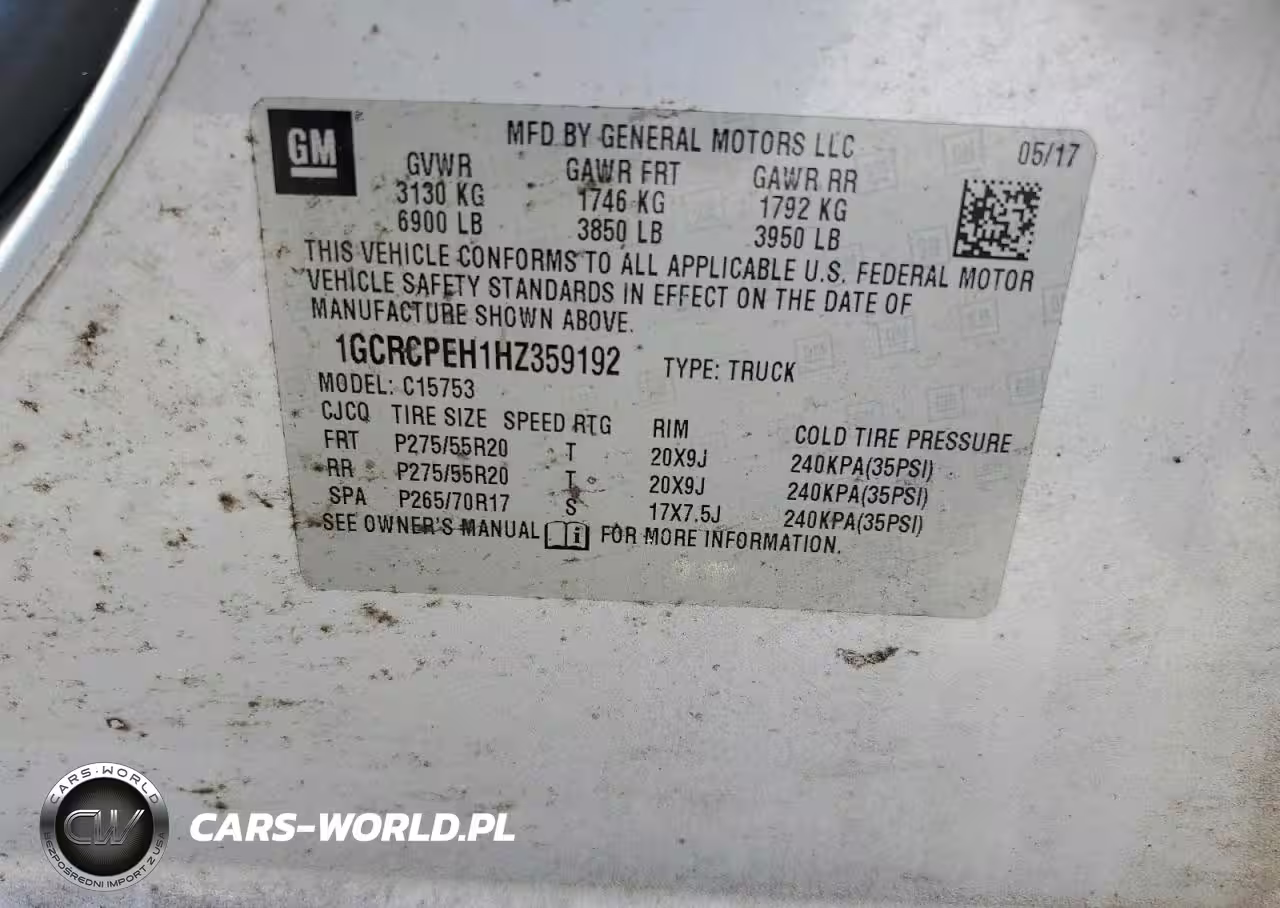 GM
MFD BY GENERAL MOTORS LLC
05/17
GVWR GAWR FRT GAWR RR
3130 KG 1746 KG 1792 KG
6900 LB 3850 LB 3950 LB
THIS VEHICLE CONFORMS TO ALL APPLICABLE U.S. FEDERAL MOTOR
VEHICLE SAFETY STANDARDS IN EFFECT ON THE DATE OF
MANUFACTURE SHOWN ABOVE.
1GCRCPEH1HZ359192 TYPE: TRUCK
MODEL: C15753
CJCQ TIRE SIZE SPEED RTG RIM COLD TIRE PRESSURE
FRT P275/55R20 T 20X9J 240KPA(35PSI)
RR P275/55R20 T 20X9J 240KPA(35PSI)
SPA P265/70R17 S 17X7.5J 240KPA(35PSI)
SEE OWNER'S MANUAL i FOR MORE INFORMATION.
CARS-WORLD
CW
BEZPOŚREDNI IMPORT Z USA
CARS-WORLD.PL